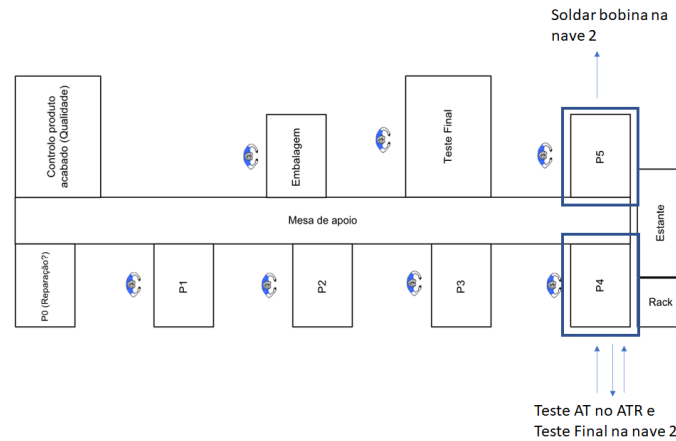 Soldar bobina na
nave 2
Controlo produto
acabado (Qualidade)
Embalagem
Teste Final
P5
Mesa de apoio
Estante
P0 (Reparação?)
P1
P2
P3
P4
Rack
Teste AT no ATR e
Teste Final na nave 2